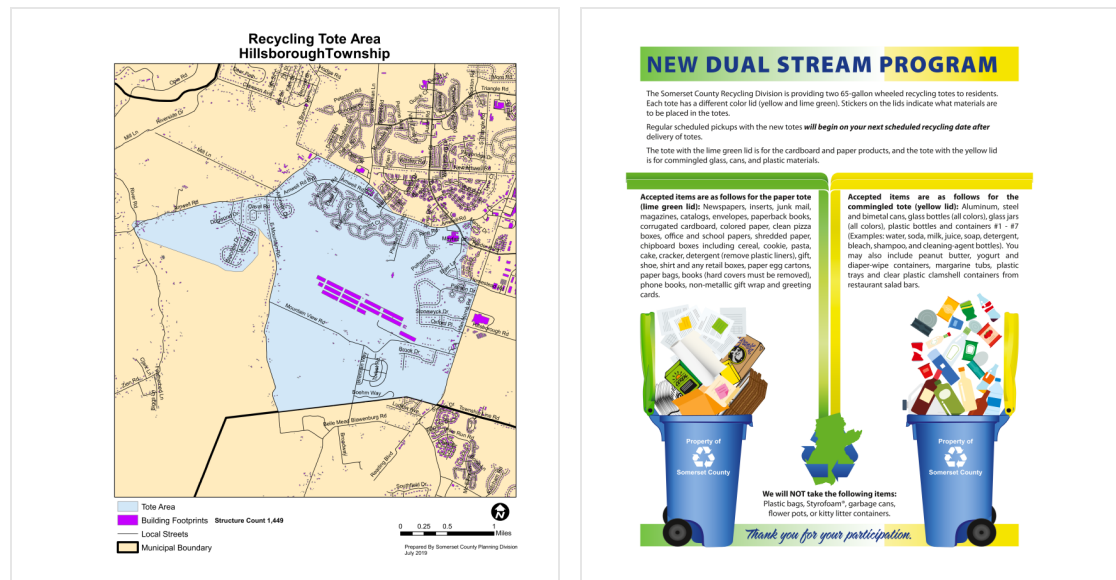 Recycling Tote Area
HillsboroughTownship
Mill Ln
Mountain View Rd
Boehm Way
Belle Mead Blawenburg Rd
Tote Area
Building Footprints Structure Count 1,449
Local Streets
Municipal Boundary
N
0 0.25 0.5 1
Miles
Prepared By Somerset County Planning Division
July 2019
NEW DUAL STREAM PROGRAM
The Somerset County Recycling Division is providing two 65-gallon wheeled recycling totes to residents.
Each tote has a different color lid (yellow and lime green). Stickers on the lids indicate what materials are
to be placed in the totes.
Regular scheduled pickups with the new totes will begin on your next scheduled recycling date after
delivery of totes.
The tote with the lime green lid is for the cardboard and paper products, and the tote with the yellow lid
is for commingled glass, cans, and plastic materials.
Accepted items are as follows for the paper tote
(lime green lid): Newspapers, inserts, junk mail,
magazines, catalogs, envelopes, paperback books,
corrugated cardboard, colored paper, clean pizza
boxes, office and school papers, shredded paper,
chipboard boxes including cereal, cookie, pasta,
cake, cracker, detergent (remove plastic liners), gift,
shoe, shirt and any retail boxes, paper egg cartons,
paper bags, books (hard covers must be removed),
phone books, non-metallic gift wrap and greeting
cards.
Accepted items are as follows for the
commingled tote (yellow lid): Aluminum, steel
and bimetal cans, glass bottles (all colors), glass jars
(all colors), plastic bottles and containers #1 - #7
(Examples: water, soda, milk, juice, soap, detergent,
bleach, shampoo, and cleaning-agent bottles). You
may also include peanut butter, yogurt and
diaper-wipe containers, margarine tubs, plastic
trays and clear plastic clamshell containers from
restaurant salad bars.
Property of
Somerset County
Property of
Somerset County
We will NOT take the following items:
Plastic bags, Styrofoam®, garbage cans,
flower pots, or kitty litter containers.
Thank you for your participation.